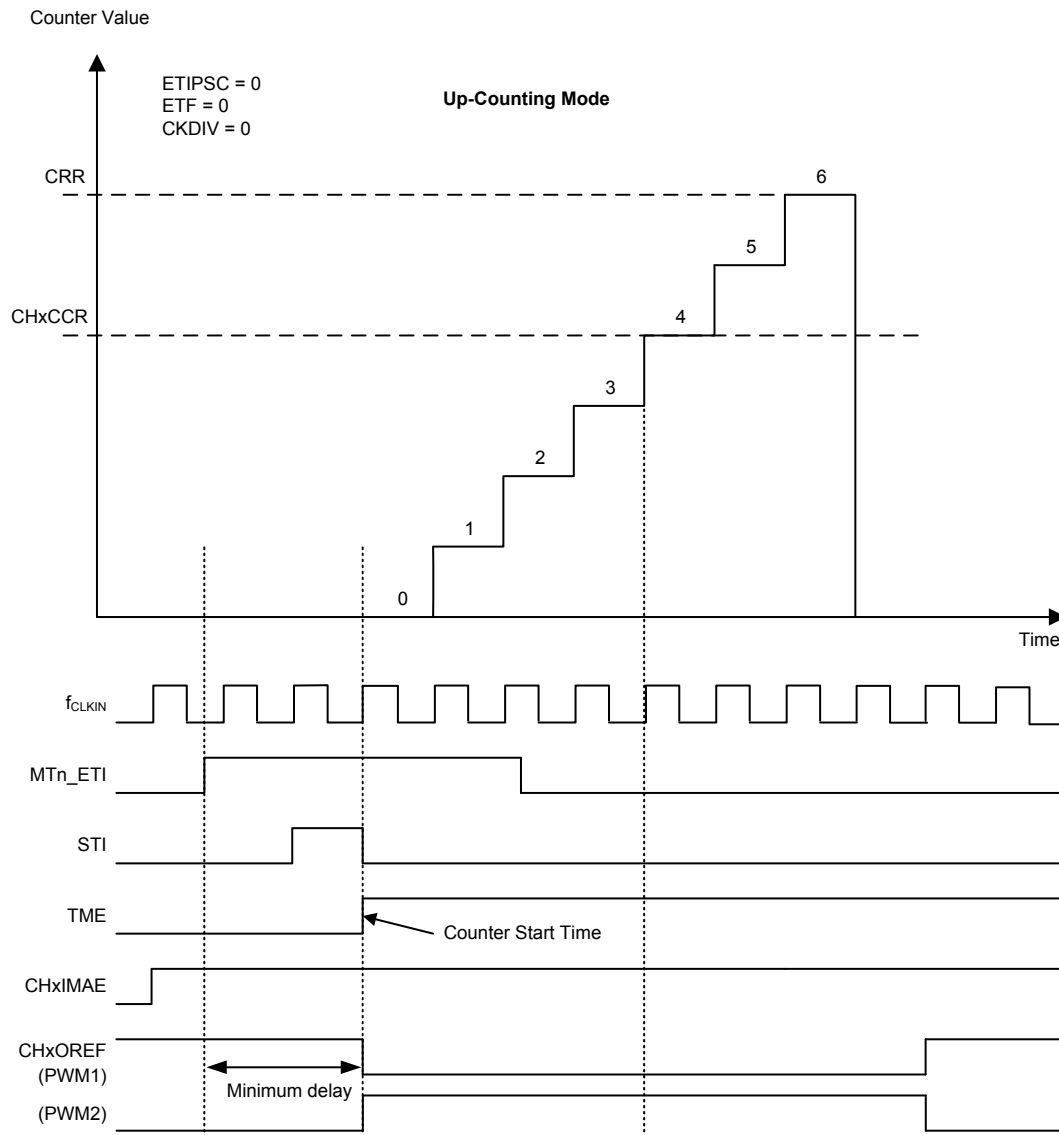 Counter Value
ETIPSC = 0
ETF = 0
CKDIV = 0
Up-Counting Mode
CRR
6
5
CHxCCR
4
3
2
1
0
Time
fCLKIN
MTn_ETI
STI
TME
Counter Start Time
CHxIMAE
CHxOREF
(PWM1)
Minimum delay
(PWM2)